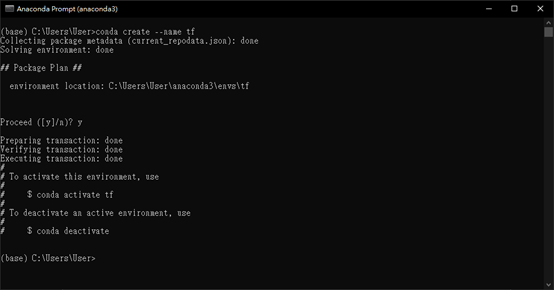 Anaconda Prompt (anaconda3)
(base) C:\Users\User>conda create --name tf
Collecting package metadata (current_repodata.json): done
Solving environment: done
## Package Plan ##
environment location: C:\Users\User\anaconda3\envs\tf
Proceed ([y]/n)? y
Preparing transaction: done
Verifying transaction: done
Executing transaction: done
#
# To activate this environment, use
#
#     $ conda activate tf
#
# To deactivate an active environment, use
#
#     $ conda deactivate
(base) C:\Users\User>